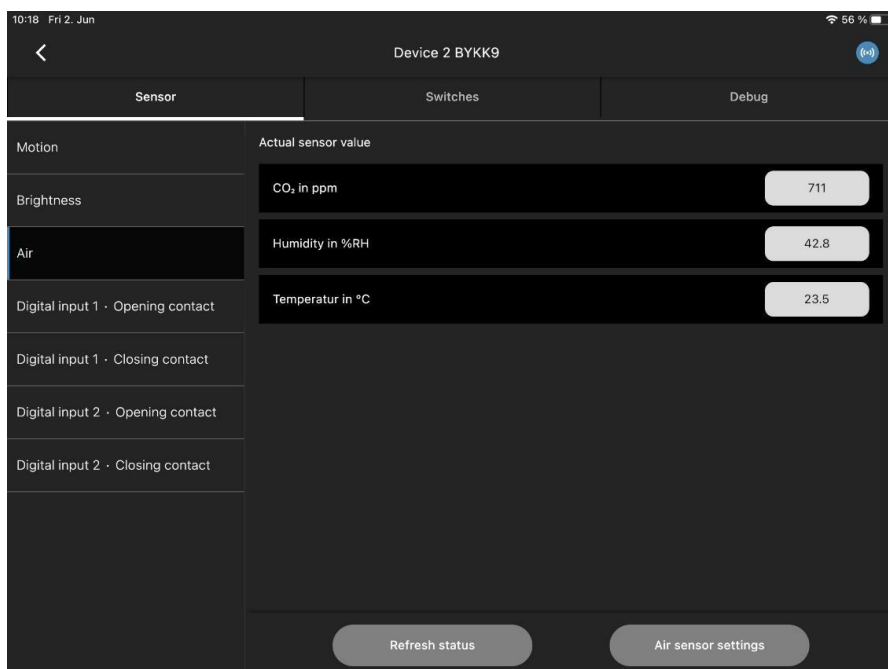 10:18 Fri 2. Jun
56 %
Device 2 BYKK9
Sensor
Switches
Debug
Motion
Brightness
Air
Digital input 1 · Opening contact
Digital input 1 · Closing contact
Digital input 2 · Opening contact
Digital input 2 · Closing contact
Actual sensor value
CO₂ in ppm 711
Humidity in %RH 42.8
Temperatur in °C 23.5
Refresh status
Air sensor settings